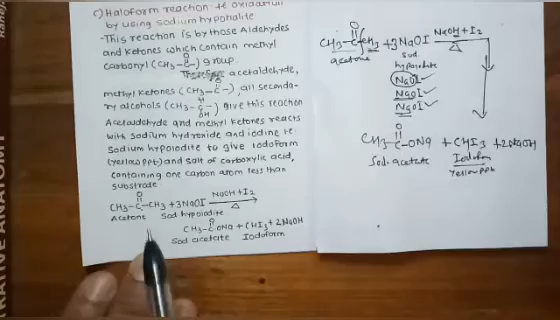 c) Haloform reaction te oxidation
by using sodium hypohalite
-This reaction is by those Aldehydes
and ketones which contain methyl
O
carbonyl (CH3-C-) group.
acetaldehyde,
O
methyl ketones (CH3-C-), all seconda-
H
ry alcohols (CH3-C-) give this reaction
OH
Acetaldehyde and methyl ketones reacts
with sodium hydroxide and iodine te
Sodium hypoiodite to give iodoform
(yellow ppt) and salt of carboxylic acid,
containing one carbon atom less than
substrate
O
CH3-C-CH3 +3NaOI NaOH+I2
Acetone Sod hypoiodite Δ
O
CH3-C-ONa + CHI3 + 2NaOH
Sod acetate Iodoform
O
CH3-C-CH3 +3NaOI NaOH+I2
acetone Sod. Δ
hypoiodite
NaOI
NaOI
NaOI
O
CH3-C-ONa + CHI3 + 2NaOH
Sod. acetate Iodoform
Yellow ppt